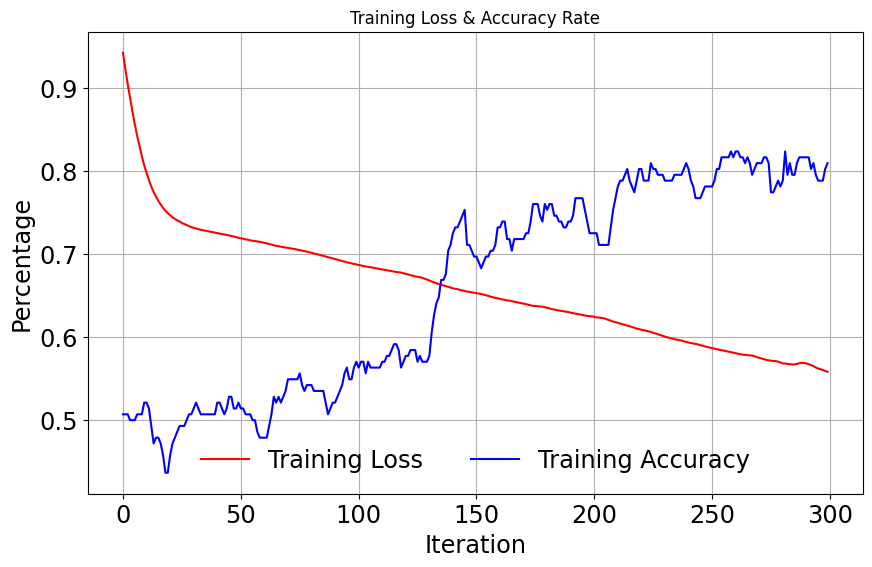 Training Loss & Accuracy Rate
Percentage
0.9
0.8
0.7
0.6
0.5
Training Loss Training Accuracy
0 50 100 150 200 250 300
Iteration